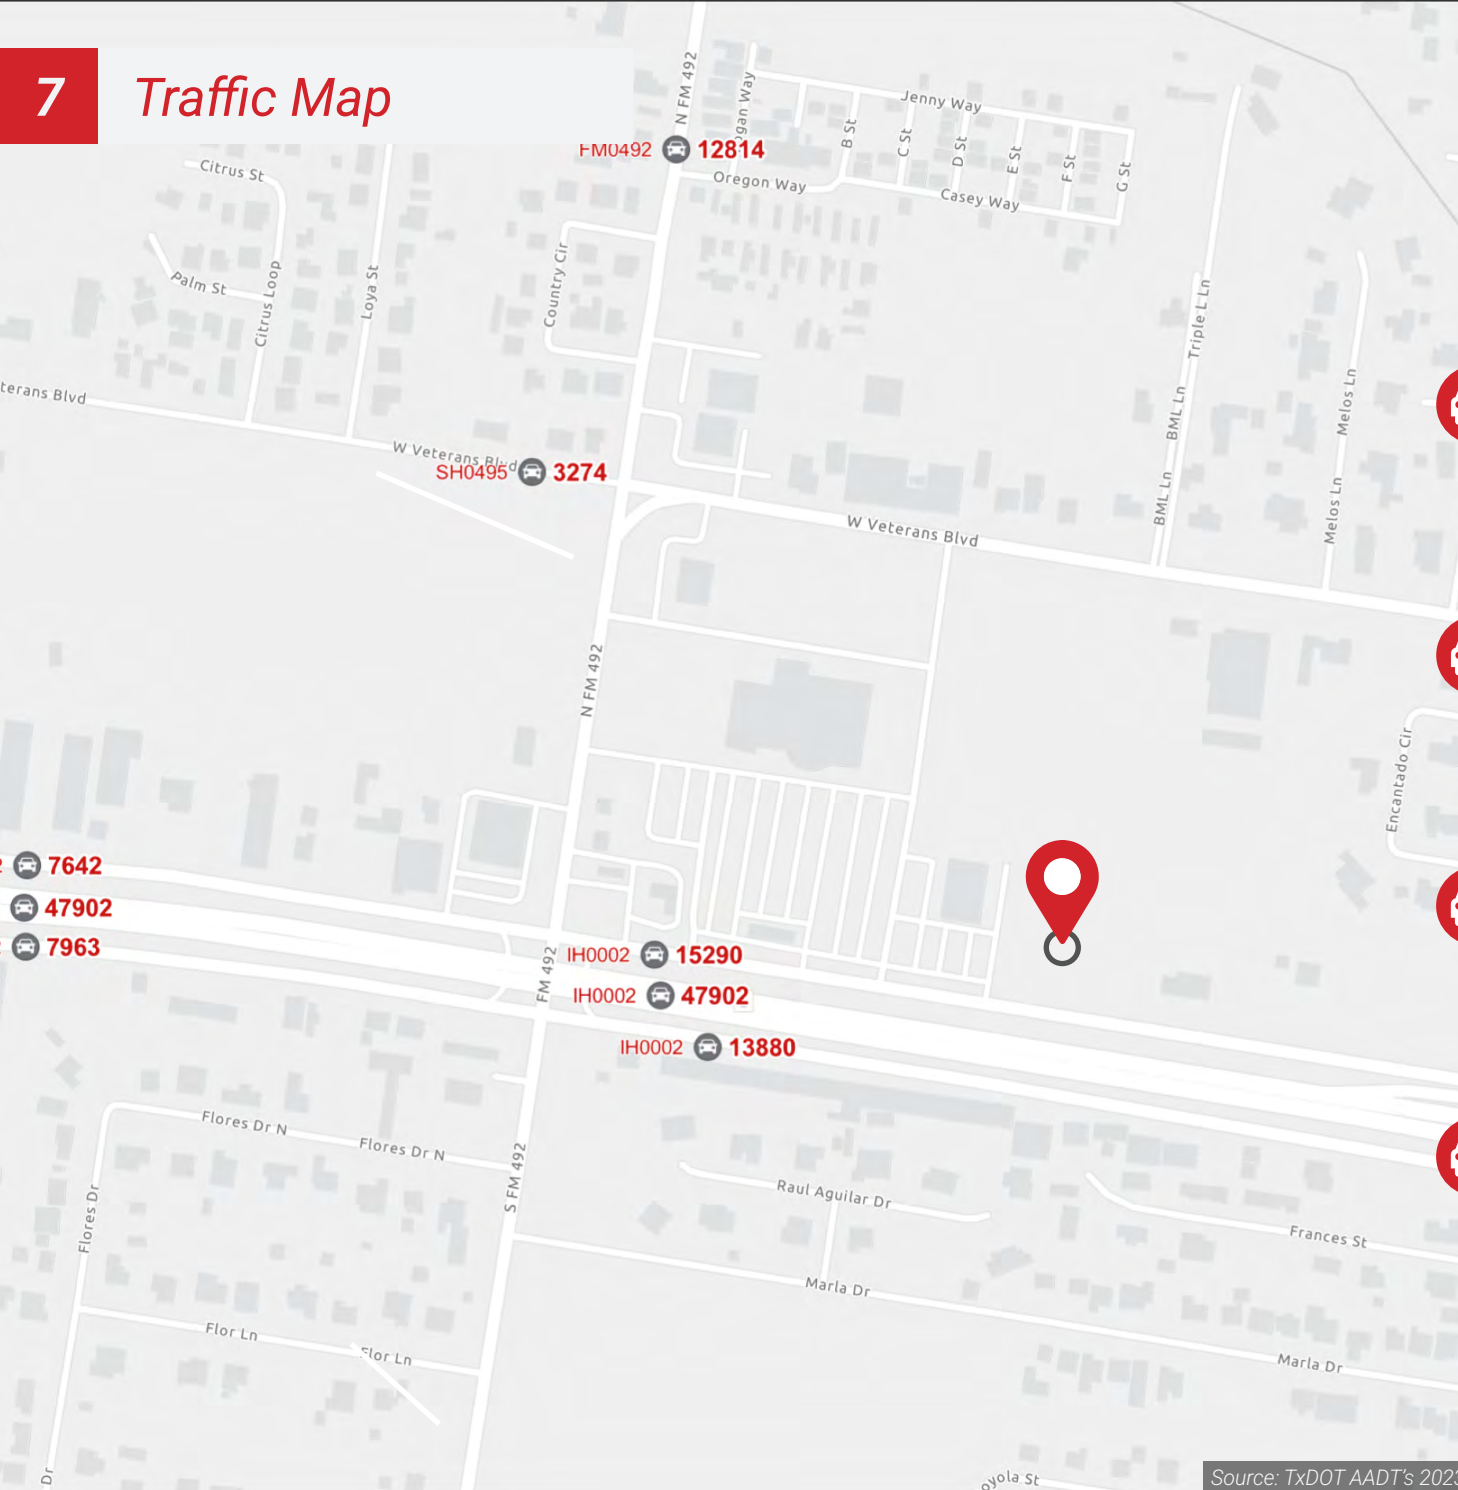 7 Traffic Map
N FM 492
FM0492 12814
Jenny Way
B St
C St
D St
E St
F St
G St
Oregon Way
Casey Way
Citrus St
Palm St
Citrus Loop
Loya St
Country Cir
Triple L Ln
BML Ln
BML Ln
Melos Ln
Melos Ln
Blvd
W Veterans Blvd
SH0495 3274
W Veterans Blvd
N FM 492
Encantado Cir
7642
47902
7963
FM 492
IH0002 15290
IH0002 47902
IH0002 13880
Flores Dr N
Flores Dr N
Flores Dr
S FM 492
Raul Aguilar Dr
Frances St
Marla Dr
Flor Ln
Flor Ln
Marla Dr
Dr
St
Source: TxDOT AADT's 2023